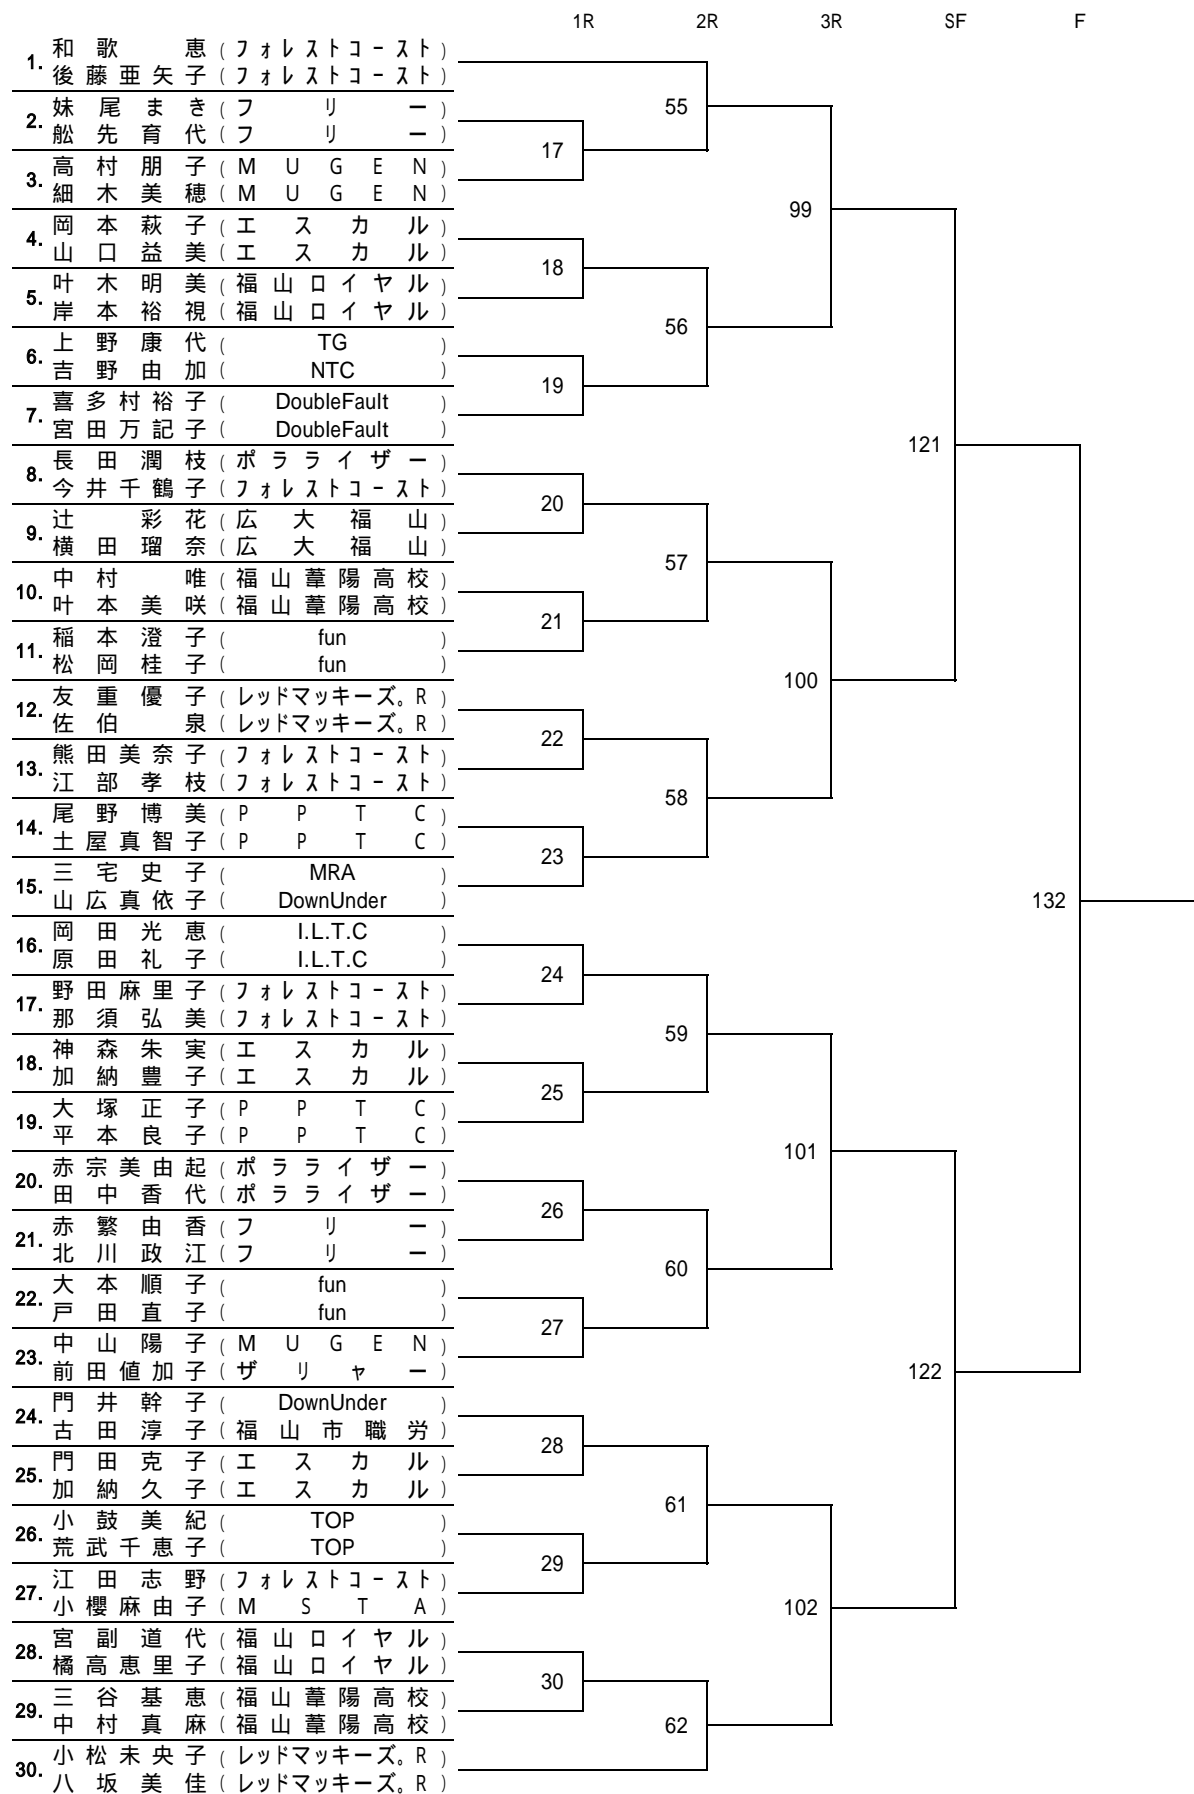 1R 2R 3R SF F
1. 和歌恵(フォレストコースト)
後藤亜矢子(フォレストコースト)
2. 妹尾まき(フリー)
舩先育代(フリー)
17
55
3. 高村朋子(MUGEN)
細木美穂(MUGEN)
4. 岡本萩子(エスカル)
山口益美(エスカル)
18
99
5. 叶木明美(福山ロイヤル)
岸本裕視(福山ロイヤル)
56
6. 上野康代(TG)
吉野由加(NTC)
19
7. 喜多村裕子(DoubleFault)
宮田万記子(DoubleFault)
121
8. 長田潤枝(ポラライザー)
今井千鶴子(フォレストコースト)
20
9. 辻彩花(広大福山)
横田瑠奈(広大福山)
57
10. 中村唯(福山葦陽高校)
叶本美咲(福山葦陽高校)
21
11. 稲本澄子(fun)
松岡桂子(fun)
100
12. 友重優子(レッドマッキーズ。R)
佐伯泉(レッドマッキーズ。R)
22
13. 熊田美奈子(フォレストコースト)
江部孝枝(フォレストコースト)
58
14. 尾野博美(PPTC)
土屋真智子(PPTC)
23
15. 三宅史子(MRA)
山広真依子(DownUnder)
132
16. 岡田光恵(I.L.T.C)
原田礼子(I.L.T.C)
24
17. 野田麻里子(フォレストコースト)
那須弘美(フォレストコースト)
59
18. 神森朱実(エスカル)
加納豊子(エスカル)
25
19. 大塚正子(PPTC)
平本良子(PPTC)
101
20. 赤宗美由起(ポラライザー)
田中香代(ポラライザー)
26
21. 赤繁由香(フリー)
北川政江(フリー)
60
22. 大本順子(fun)
戸田直子(fun)
27
23. 中山陽子(MUGEN)
前田値加子(ザリャー)
122
24. 門井幹子(DownUnder)
古田淳子(福山市職労)
28
25. 門田克子(エスカル)
加納久子(エスカル)
61
26. 小鼓美紀(TOP)
荒武千恵子(TOP)
29
27. 江田志野(フォレストコースト)
小櫻麻由子(MSTA)
102
28. 宮副道代(福山ロイヤル)
橘高恵里子(福山ロイヤル)
30
29. 三谷基恵(福山葦陽高校)
中村真麻(福山葦陽高校)
62
30. 小松未央子(レッドマッキーズ。R)
八坂美佳(レッドマッキーズ。R)